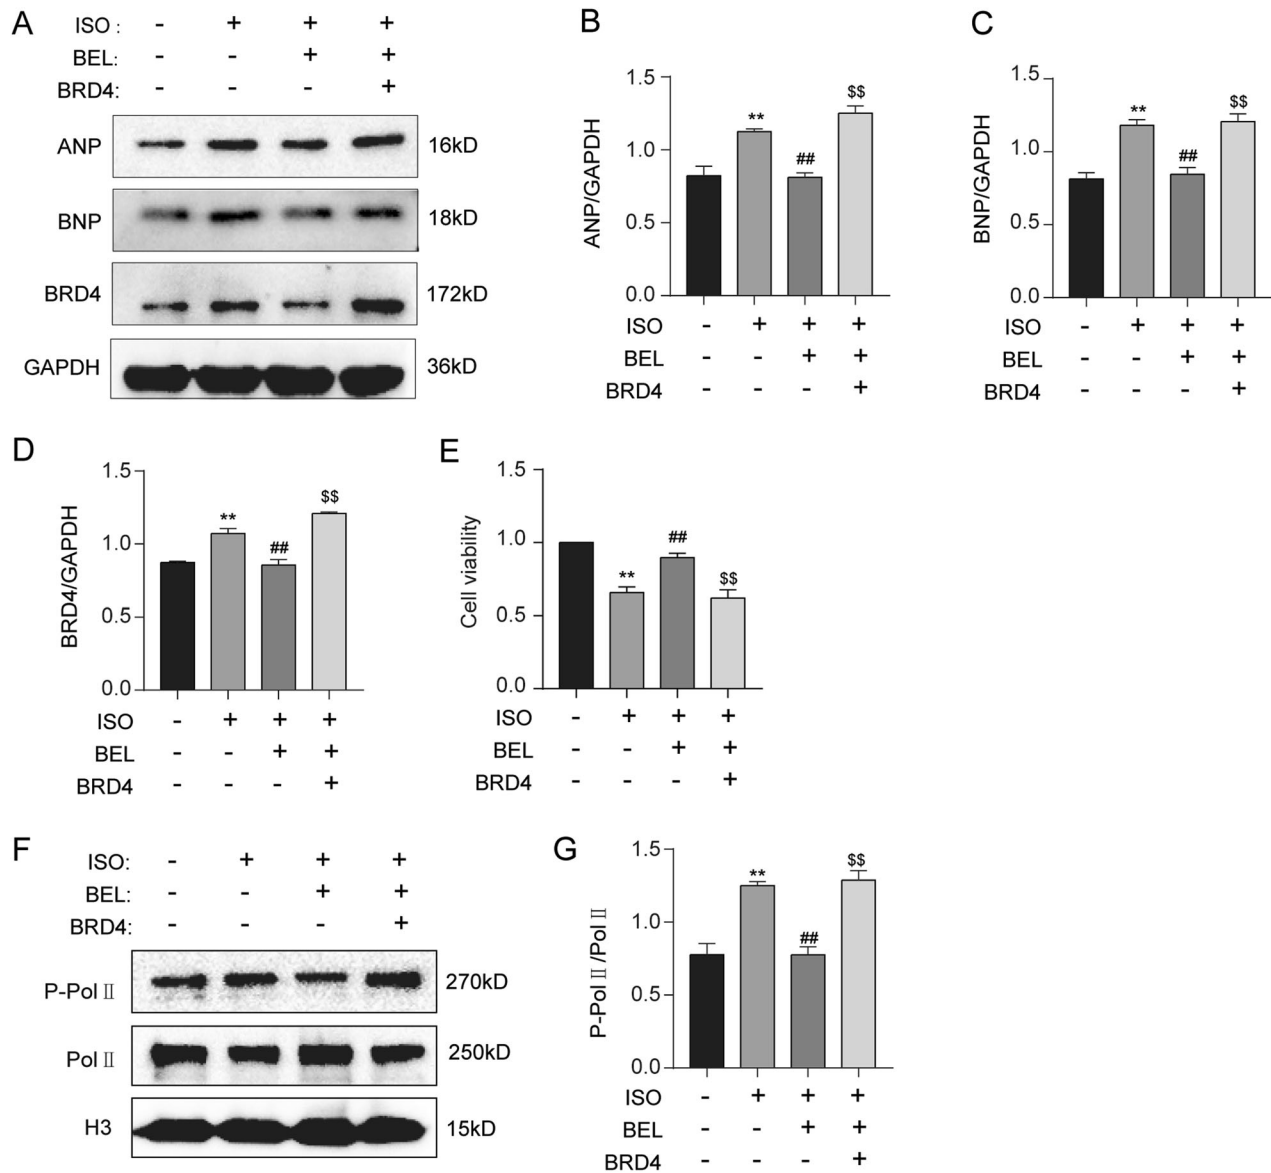 A
ISO : - + + +
BEL: - - + +
BRD4: - - - +
ANP 16kD
BNP 18kD
BRD4 172kD
GAPDH 36kD
B
ANP/GAPDH
1.5
1.0
0.5
0.0
** ## $$
ISO - + + +
BEL - - + +
BRD4 - - - +
C
BNP/GAPDH
1.5
1.0
0.5
0.0
** ## $$
ISO - + + +
BEL - - + +
BRD4 - - - +
D
BRD4/GAPDH
1.5
1.0
0.5
0.0
** ## $$
ISO - + + +
BEL - - + +
BRD4 - - - +
E
Cell viability
1.5
1.0
0.5
0.0
** ## $$
ISO - + + +
BEL - - + +
BRD4 - - - +
F
ISO: - + + +
BEL: - - + +
BRD4: - - - +
P-Pol Ⅱ 270kD
Pol Ⅱ 250kD
H3 15kD
G
P-Pol Ⅱ/Pol Ⅱ
1.5
1.0
0.5
0.0
** ## $$
ISO - + + +
BEL - - + +
BRD4 - - - +